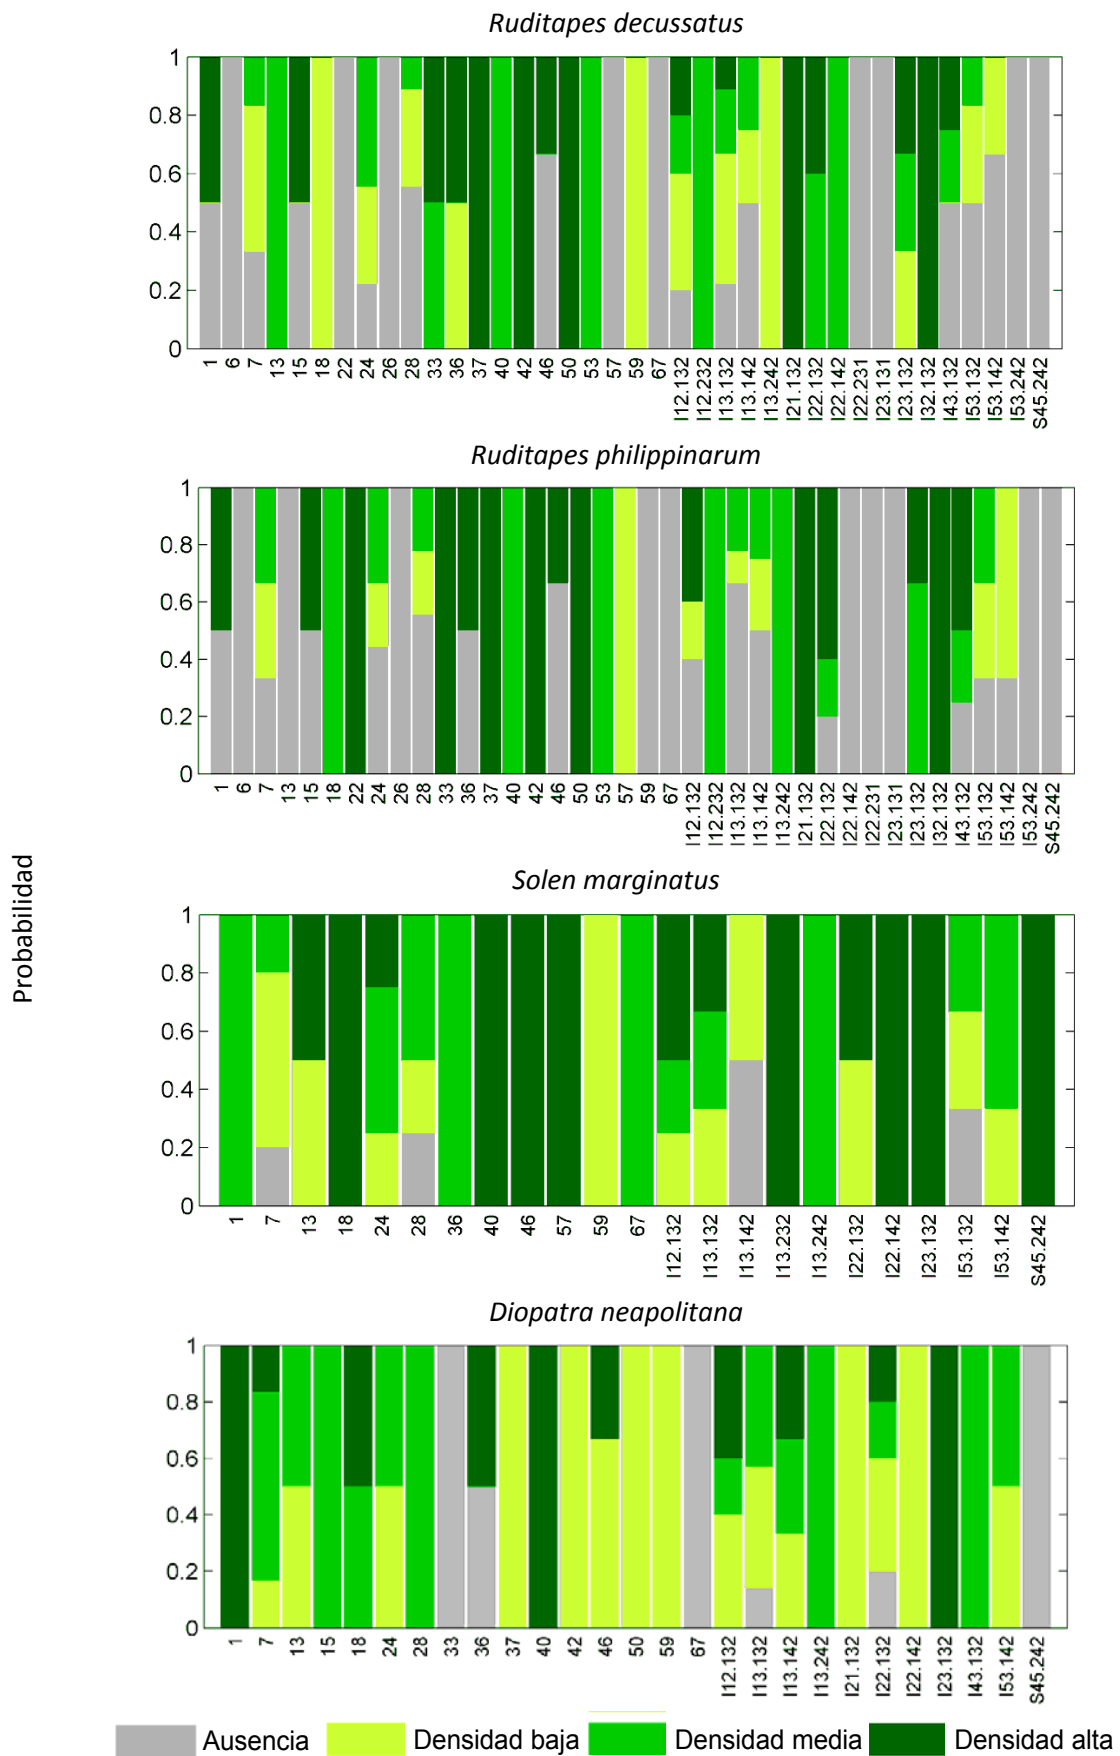 Ruditapes decussatus
1
0.8
0.6
0.4
0.2
0
1 6 7 13 15 18 22 24 26 28 33 36 37 40 42 46 50 53 57 59 67 I12.132 I12.232 I13.132 I13.142 I13.242 I21.132 I22.132 I22.142 I22.231 I23.131 I23.132 I32.132 I43.132 I53.132 I53.142 I53.242 S45.242
Ruditapes philippinarum
1
0.8
0.6
0.4
0.2
0
1 6 7 13 15 18 22 24 26 28 33 36 37 40 42 46 50 53 57 59 67 I12.132 I12.232 I13.132 I13.142 I13.242 I21.132 I22.132 I22.142 I22.231 I23.131 I23.132 I32.132 I43.132 I53.132 I53.142 I53.242 S45.242
Probabilidad
Solen marginatus
1
0.8
0.6
0.4
0.2
0
1 7 13 18 24 28 36 40 46 57 59 67 I12.132 I13.132 I13.142 I13.232 I13.242 I22.132 I22.142 I23.132 I53.132 I53.142 S45.242
Diopatra neapolitana
1
0.8
0.6
0.4
0.2
0
1 7 13 15 18 24 28 33 36 37 40 42 46 50 59 67 I12.132 I13.132 I13.142 I13.242 I21.132 I22.132 I22.142 I23.132 I43.132 I53.142 S45.242
Ausencia Densidad baja Densidad media Densidad alta